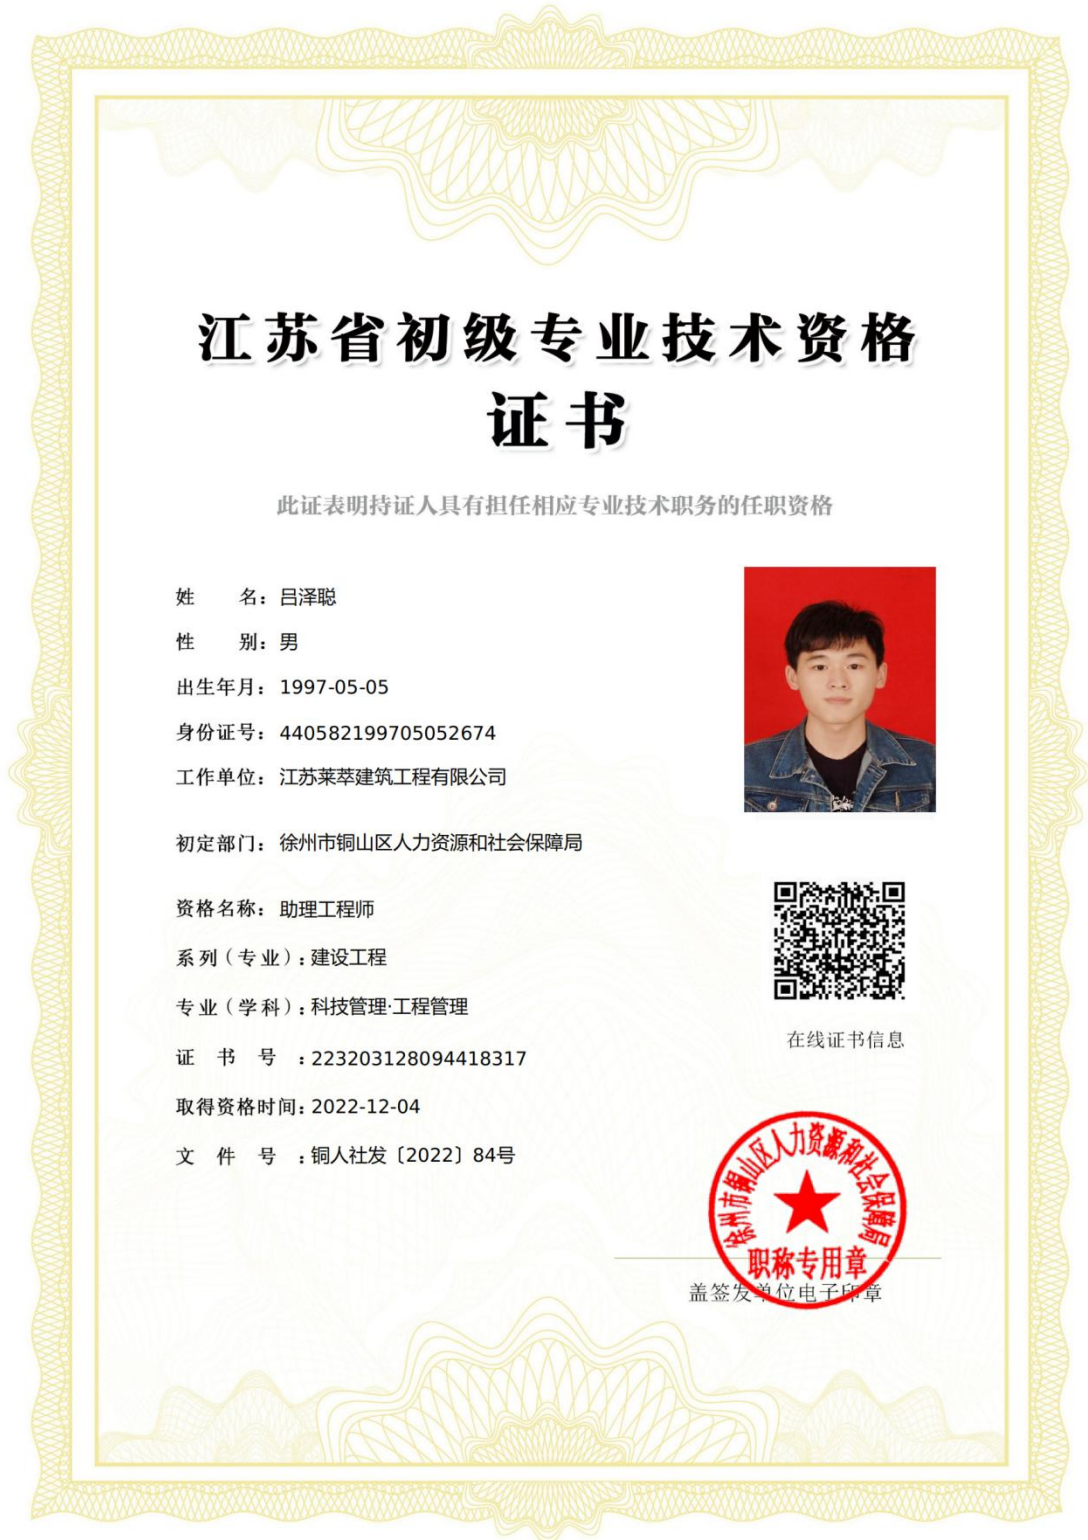 江苏省初级专业技术资格
证书
此证表明持证人具有担任相应专业技术职务的任职资格
姓 名：吕泽聪
性 别：男
出生年月：1997-05-05
身份证号：440582199705052674
工作单位：江苏莱萃建筑工程有限公司
初定部门：徐州市铜山区人力资源和社会保障局
资格名称：助理工程师
系列（专业）：建设工程
专业（学科）：科技管理·工程管理
证 书 号 ：223203128094418317
取得资格时间：2022-12-04
文 件 号 ：铜人社发〔2022〕84号
在线证书信息
徐州市铜山区人力资源和社会保障局
职称专用章
盖签发单位电子印章